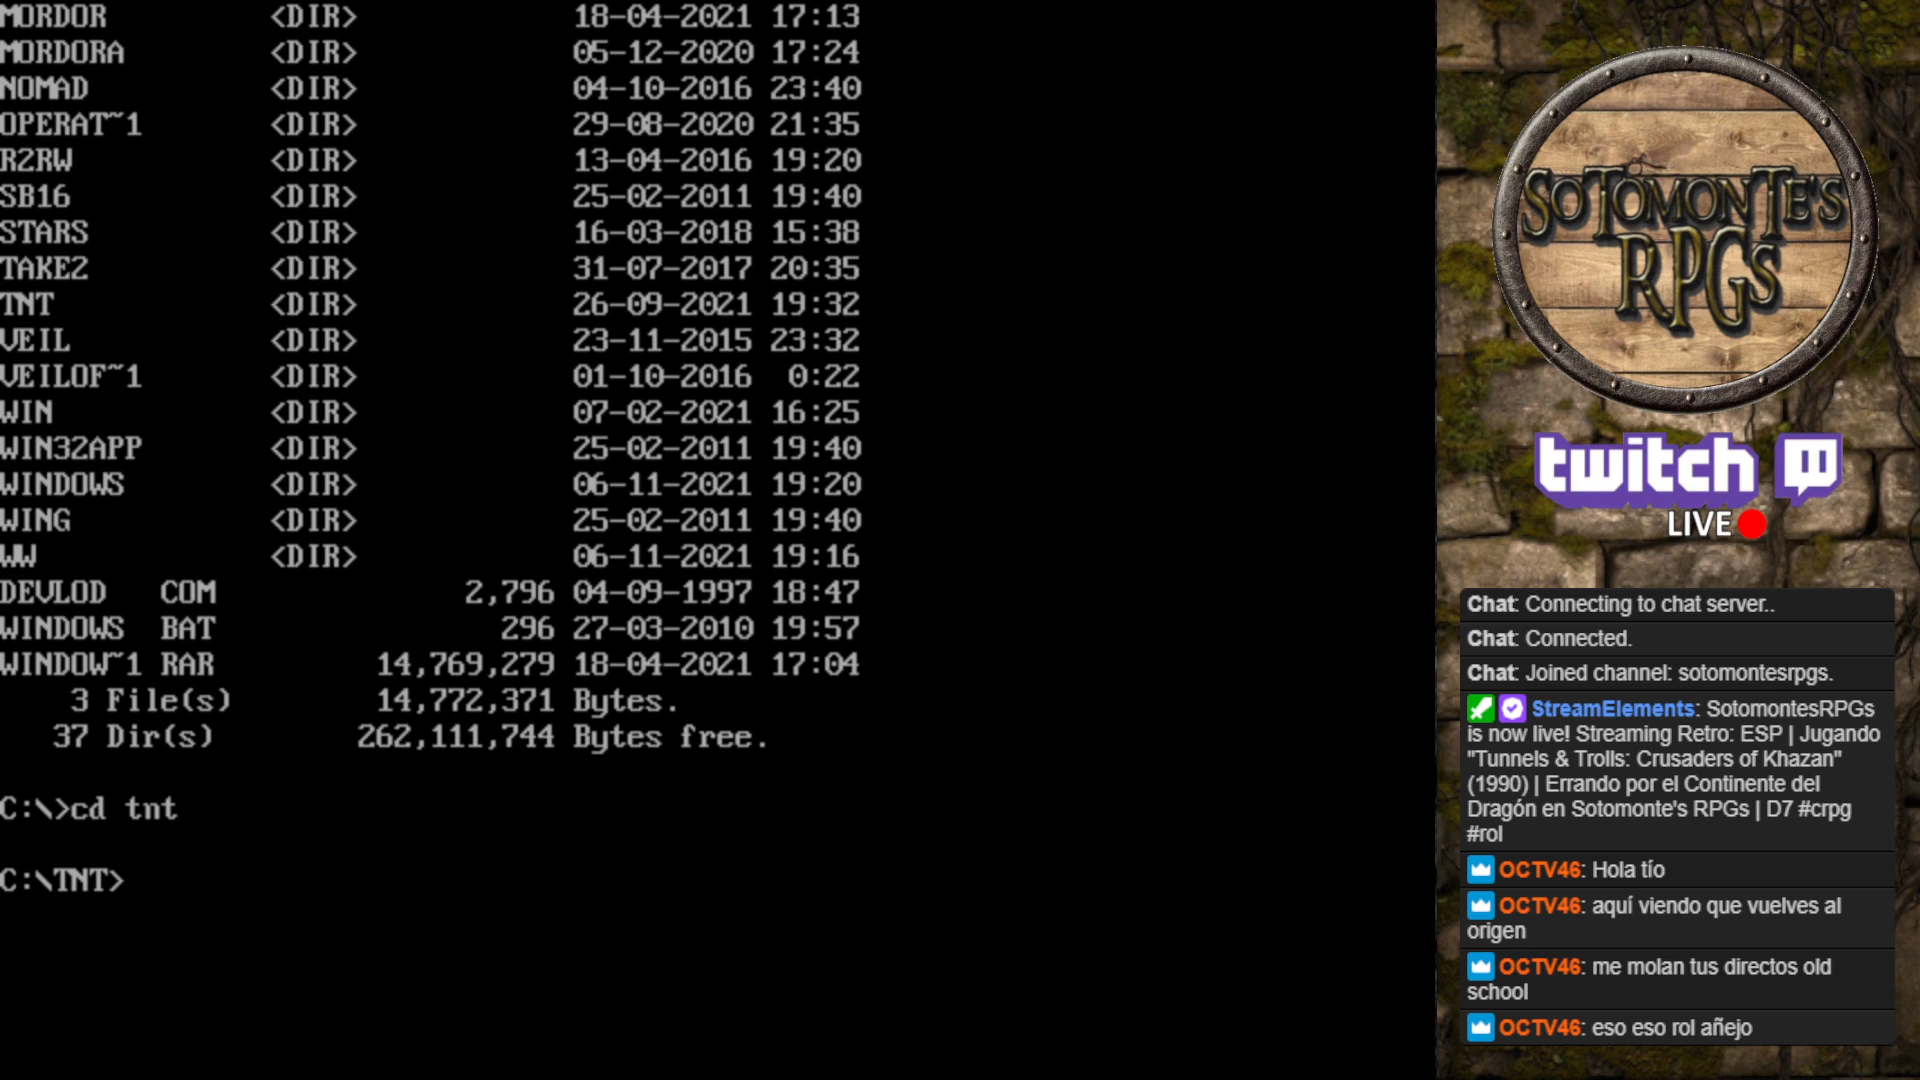 MORDOR <DIR> 18-04-2021 17:13
MORDORA <DIR> 05-12-2020 17:24
NOMAD <DIR> 04-10-2016 23:40
OPERAT~1 <DIR> 29-08-2020 21:35
R2RW <DIR> 13-04-2016 19:20
SB16 <DIR> 25-02-2011 19:40
STARS <DIR> 16-03-2018 15:38
TAKE2 <DIR> 31-07-2017 20:35
TNT <DIR> 26-09-2021 19:32
VEIL <DIR> 23-11-2015 23:32
VEILOF~1 <DIR> 01-10-2016 0:22
WIN <DIR> 07-02-2021 16:25
WIN32APP <DIR> 25-02-2011 19:40
WINDOWS <DIR> 06-11-2021 19:20
WING <DIR> 25-02-2011 19:40
WW <DIR> 06-11-2021 19:16
DEVLOD COM 2,796 04-09-1997 18:47
WINDOWS BAT 296 27-03-2010 19:57
WINDOW~1 RAR 14,769,279 18-04-2021 17:04
3 File(s) 14,772,371 Bytes.
37 Dir(s) 262,111,744 Bytes free.
C:\>cd tnt
C:\TNT>
SOTOMONTE'S
RPGS
twitch
LIVE
Chat: Connecting to chat server..
Chat: Connected.
Chat: Joined channel: sotomontesrpgs.
StreamElements: SotomontesRPGs
is now live! Streaming Retro: ESP | Jugando
"Tunnels & Trolls: Crusaders of Khazan"
(1990) | Errando por el Continente del
Dragón en Sotomonte's RPGs | D7 #crpg
#rol
OCTV46: Hola tío
OCTV46: aquí viendo que vuelves al
origen
OCTV46: me molan tus directos old
school
OCTV46: eso eso rol añejo